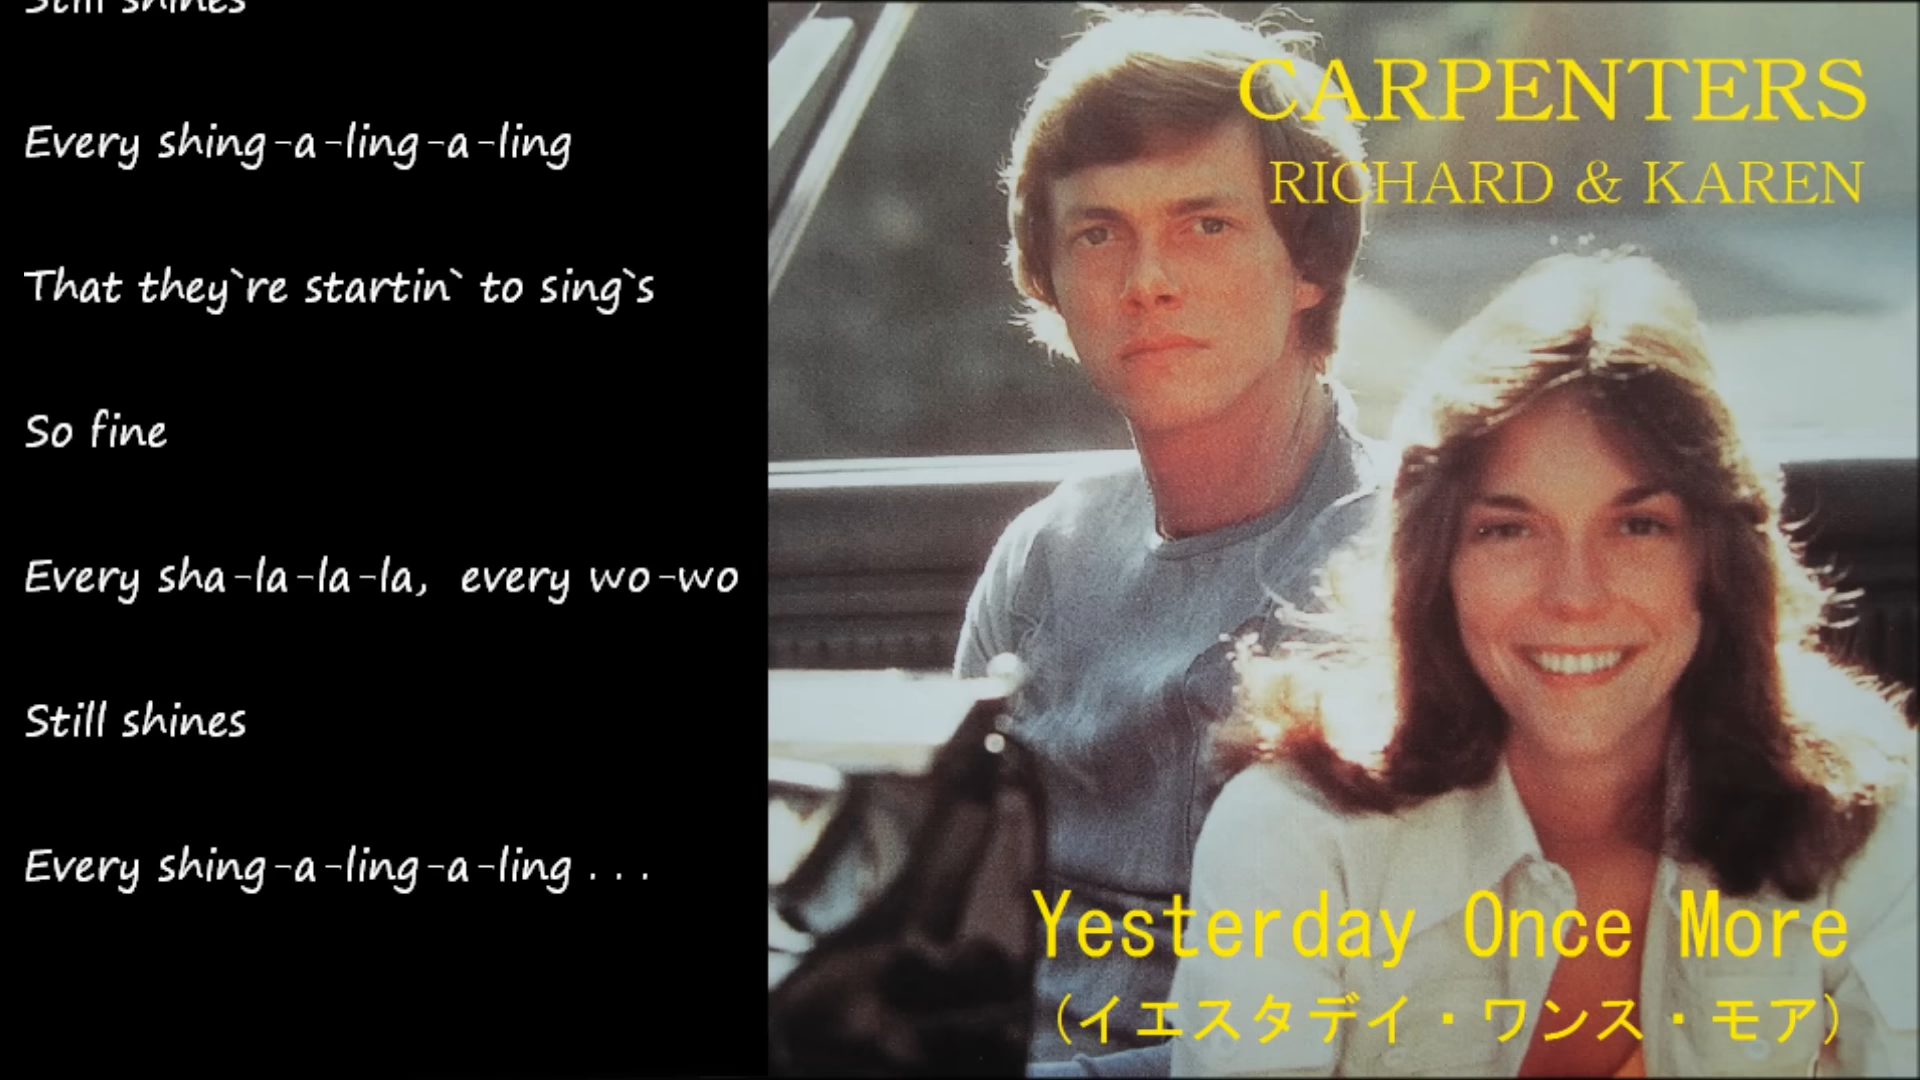 Still shines
Every shing-a-ling-a-ling
That they`re startin` to sing`s
So fine
Every sha-la-la-la, every wo-wo
Still shines
Every shing-a-ling-a-ling . . .
CARPENTERS
RICHARD & KAREN
Yesterday Once More
(イエスタデイ・ワンス・モア)